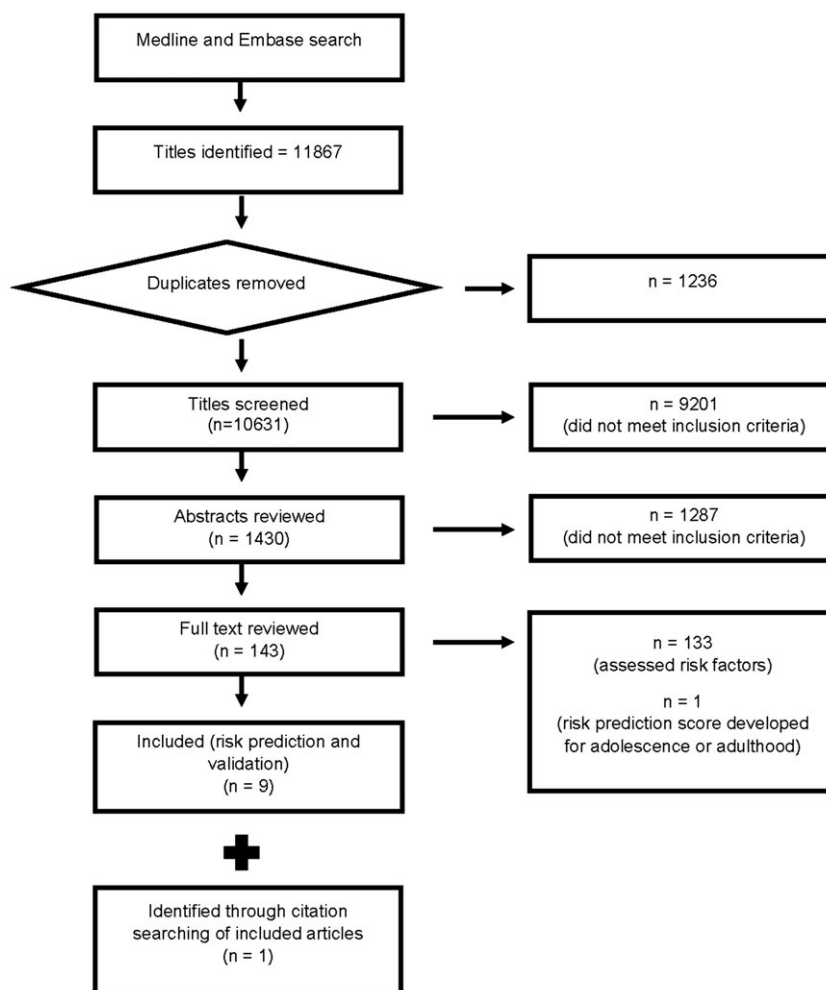 Medline and Embase search
Titles identified = 11867
Duplicates removed
n = 1236
Titles screened
(n=10631)
n = 9201
(did not meet inclusion criteria)
Abstracts reviewed
(n = 1430)
n = 1287
(did not meet inclusion criteria)
Full text reviewed
(n = 143)
n = 133
(assessed risk factors)
n = 1
(risk prediction score developed
for adolescence or adulthood)
Included (risk prediction and
validation)
(n = 9)
Identified through citation
searching of included articles
(n = 1)